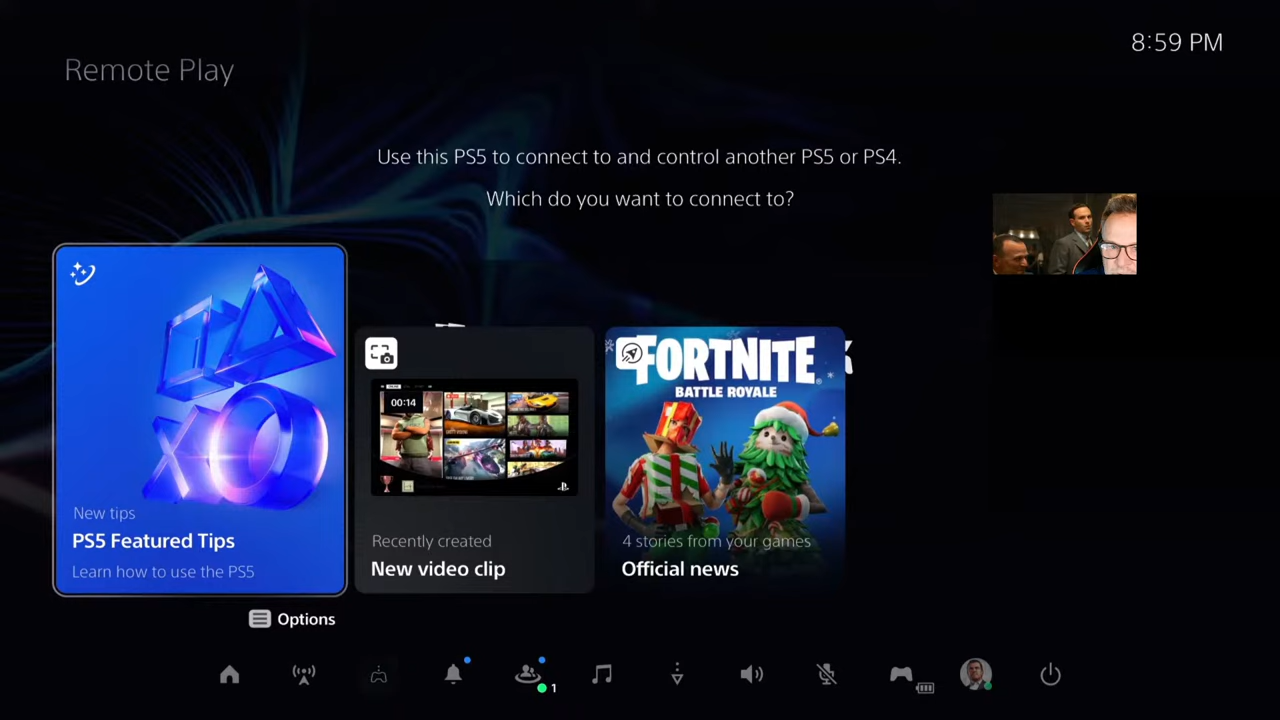 8:59 PM
Remote Play
Use this PS5 to connect to and control another PS5 or PS4.
Which do you want to connect to?
New tips
PS5 Featured Tips
Learn how to use the PS5
00:14
Recently created
New video clip
FORTNITE
BATTLE ROYALE
4 stories from your games
Official news
Options
1